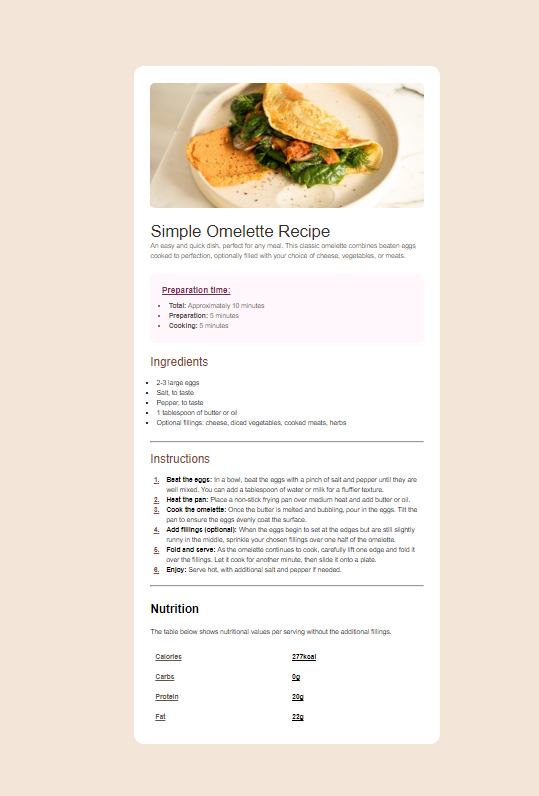 Simple Omelette Recipe
An easy and quick dish, perfect for any meal. This classic omelette combines beaten eggs
cooked to perfection, optionally filled with your choice of cheese, vegetables, or meats.
Preparation time:
• Total: Approximately 10 minutes
• Preparation: 5 minutes
• Cooking: 5 minutes
Ingredients
• 2-3 large eggs
• Salt, to taste
• Pepper, to taste
• 1 tablespoon of butter or oil
• Optional fillings: cheese, diced vegetables, cooked meats, herbs
Instructions
1. Beat the eggs: In a bowl, beat the eggs with a pinch of salt and pepper until they are
well mixed. You can add a tablespoon of water or milk for a fluffier texture.
2. Heat the pan: Place a non-stick frying pan over medium heat and add butter or oil.
3. Cook the omelette: Once the butter is melted and bubbling, pour in the eggs. Tilt the
pan to ensure the eggs evenly coat the surface.
4. Add fillings (optional): When the eggs begin to set at the edges but are still slightly
runny in the middle, sprinkle your chosen fillings over one half of the omelette.
5. Fold and serve: As the omelette continues to cook, carefully lift one edge and fold it
over the fillings. Let it cook for another minute, then slide it onto a plate.
6. Enjoy: Serve hot, with additional salt and pepper if needed.
Nutrition
The table below shows nutritional values per serving without the additional fillings.
Calories 277kcal
Carbs 0g
Protein 20g
Fat 22g